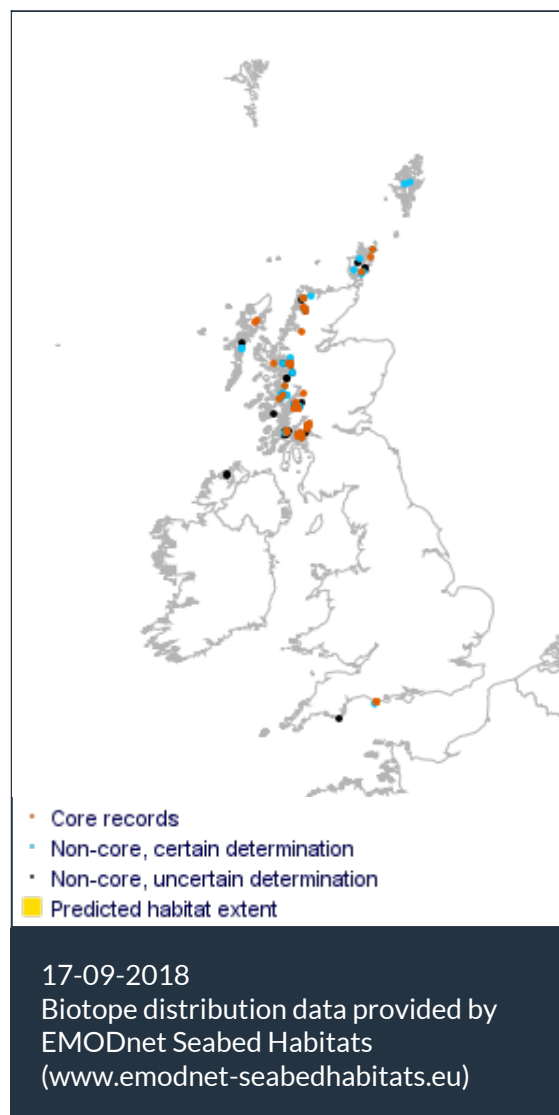 Core records
Non-core, certain determination
Non-core, uncertain determination
Predicted habitat extent
17-09-2018
Biotope distribution data provided by
EMODnet Seabed Habitats
(www.emodnet-seabedhabitats.eu)